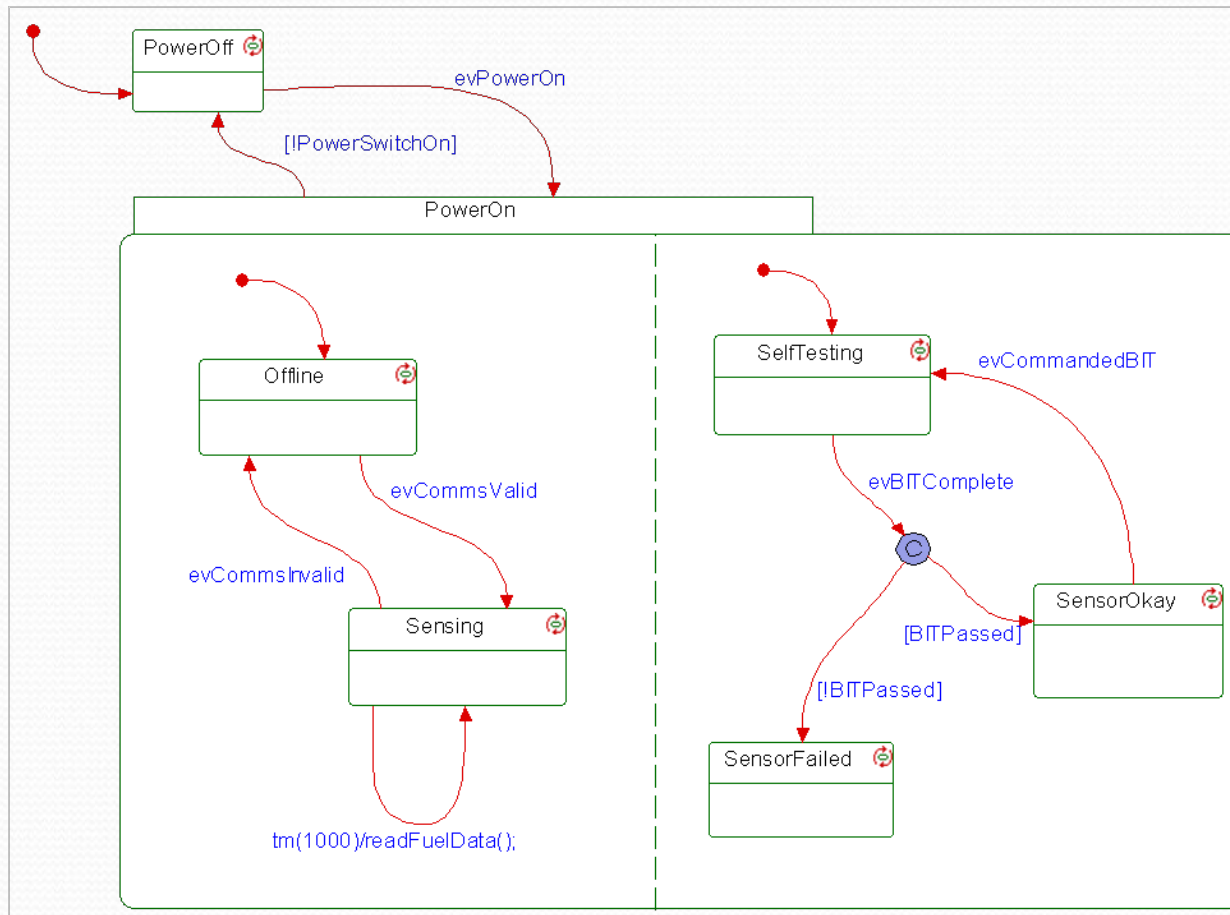 PowerOff
evPowerOn
[!PowerSwitchOn]
PowerOn
SelfTesting
evCommandedBIT
Offline
evBITComplete
evCommsValid
C
evCommsInvalid
SensorOkay
Sensing
[BITPassed]
[!BITPassed]
SensorFailed
tm(1000)/readFuelData();